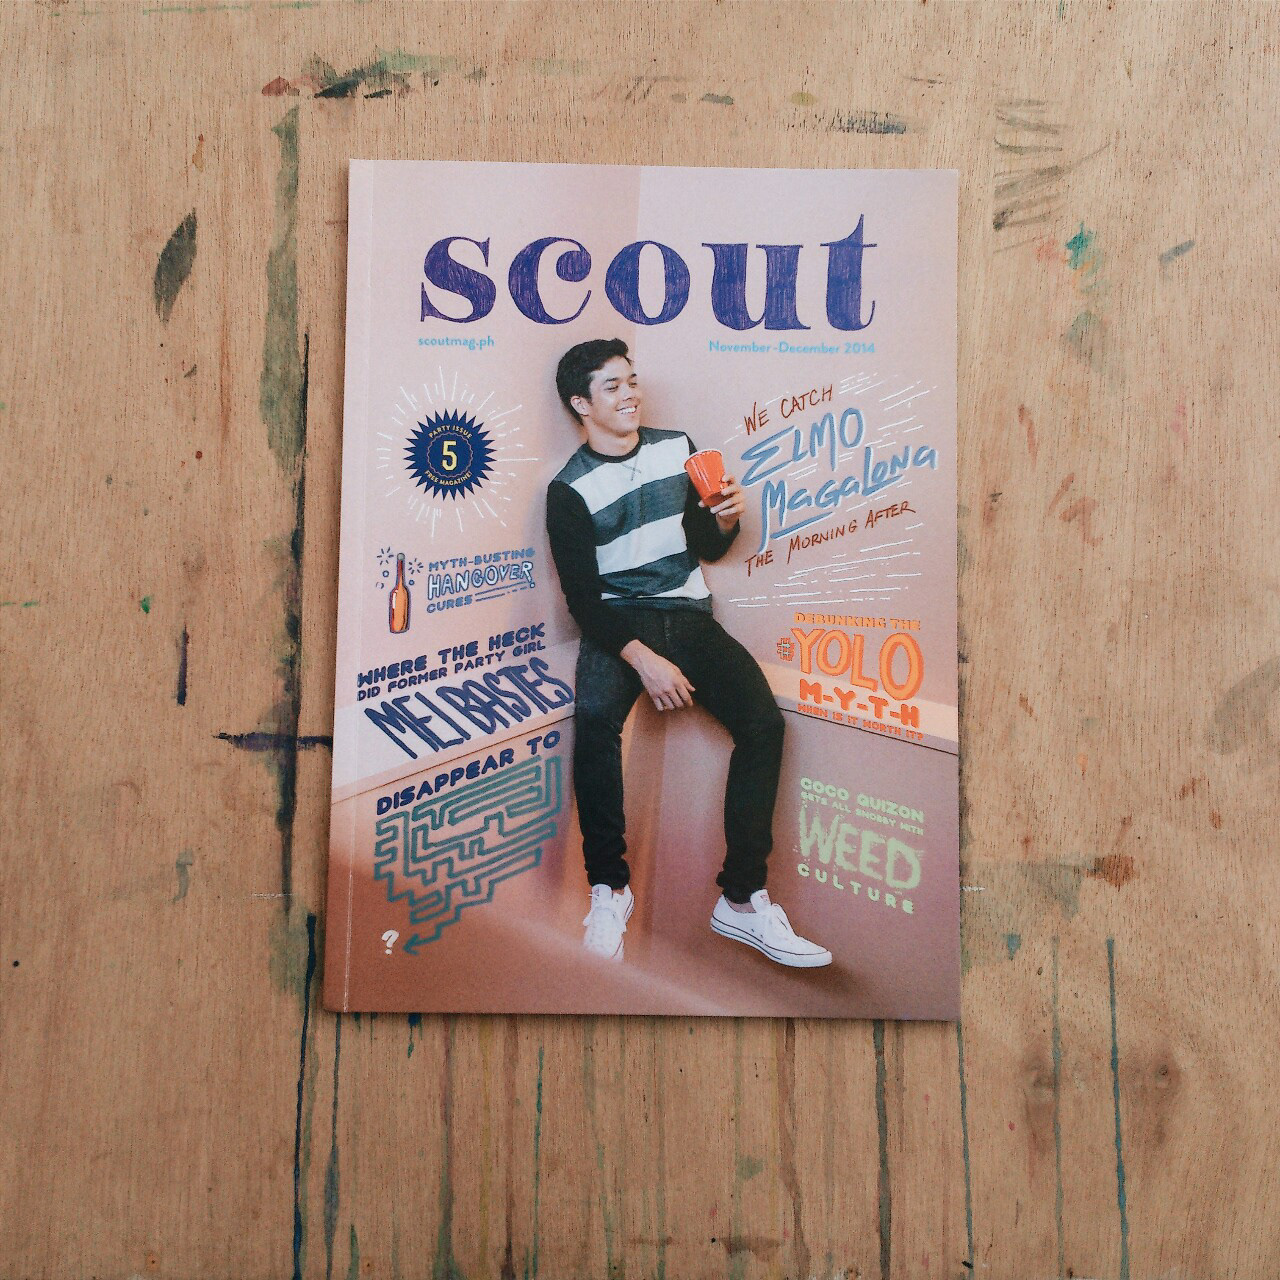 scout
scoutmag.ph
November-December 2014
PARTY ISSUE
5
FREE MAGAZINE!
WE CATCH
ELMO
MAGALONA
THE MORNING AFTER
MYTH-BUSTING
HANGOVER
CURES
WHERE THE HECK
DID FORMER PARTY GIRL
MEL BASTES
DISAPPEAR TO
?
DEBUNKING THE
#YOLO
M-Y-T-H
WHEN IS IT WORTH IT?
COCO QUIZON
GETS ALL SNOBBY WITH
WEED
CULTURE